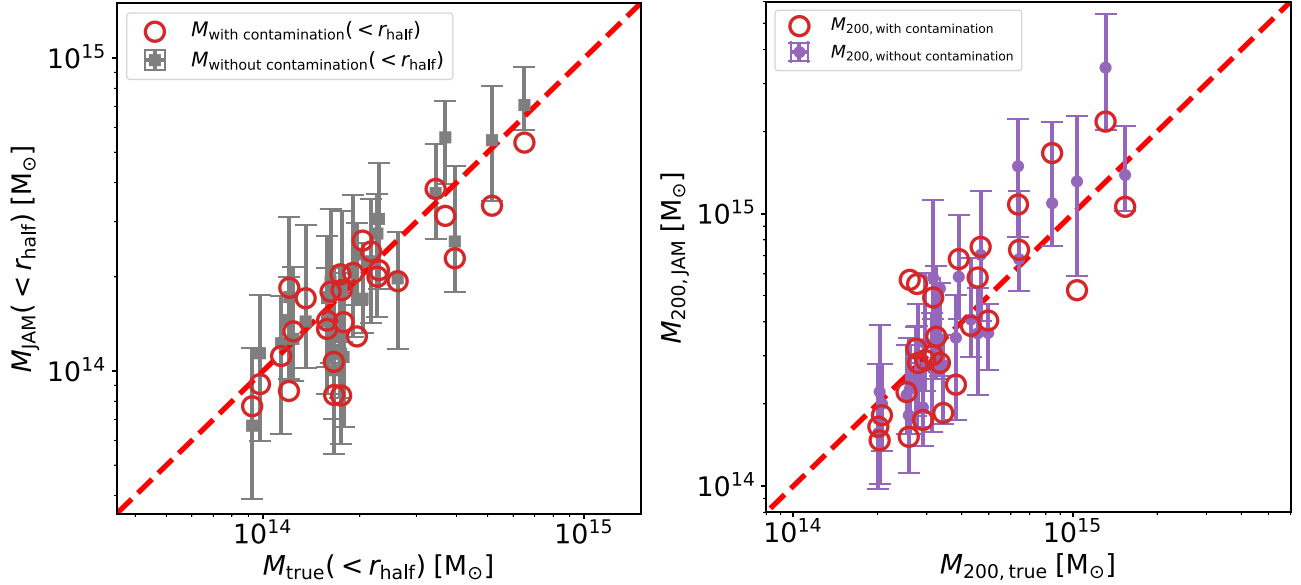 M_with contamination(< r_half)
M_without contamination(< r_half)
10^15
10^14
M_JAM(< r_half) [M_⊙]
10^14
10^15
M_true(< r_half) [M_⊙]
M_200, with contamination
M_200, without contamination
10^15
10^14
M_200, JAM [M_⊙]
10^14
10^15
M_200, true [M_⊙]